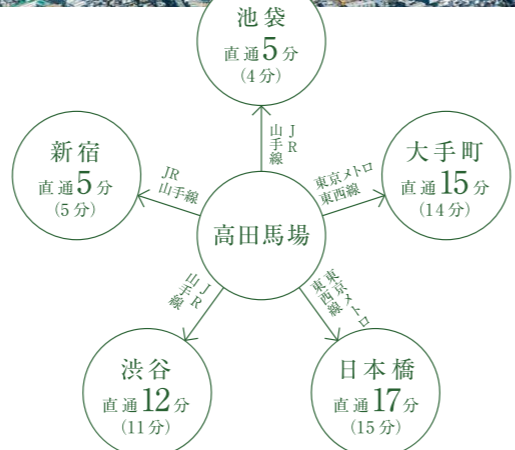 池袋
直通5分
(4分)
JR
山手線
新宿
直通5分
(5分)
JR
山手線
大手町
直通15分
(14分)
東京メトロ
東西線
高田馬場
JR
山手線
東京メトロ
東西線
渋谷
直通12分
(11分)
日本橋
直通17分
(15分)